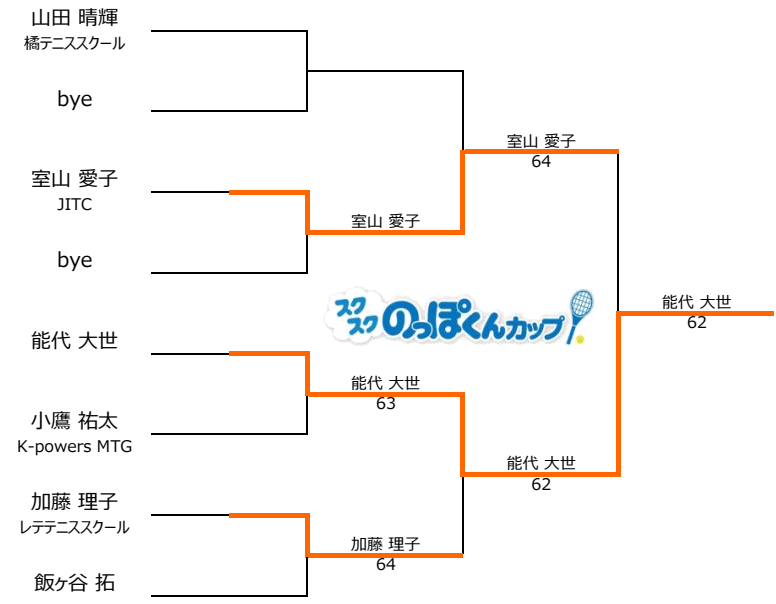 山田 晴輝
橘テニススクール
bye
室山 愛子
64
室山 愛子
JITC
室山 愛子
bye
スク
スク
のっぽくんカップ
能代 大世
62
能代 大世
能代 大世
63
小鷹 祐太
K-powers MTG
能代 大世
62
加藤 理子
レテテニススクール
加藤 理子
64
飯ヶ谷 拓